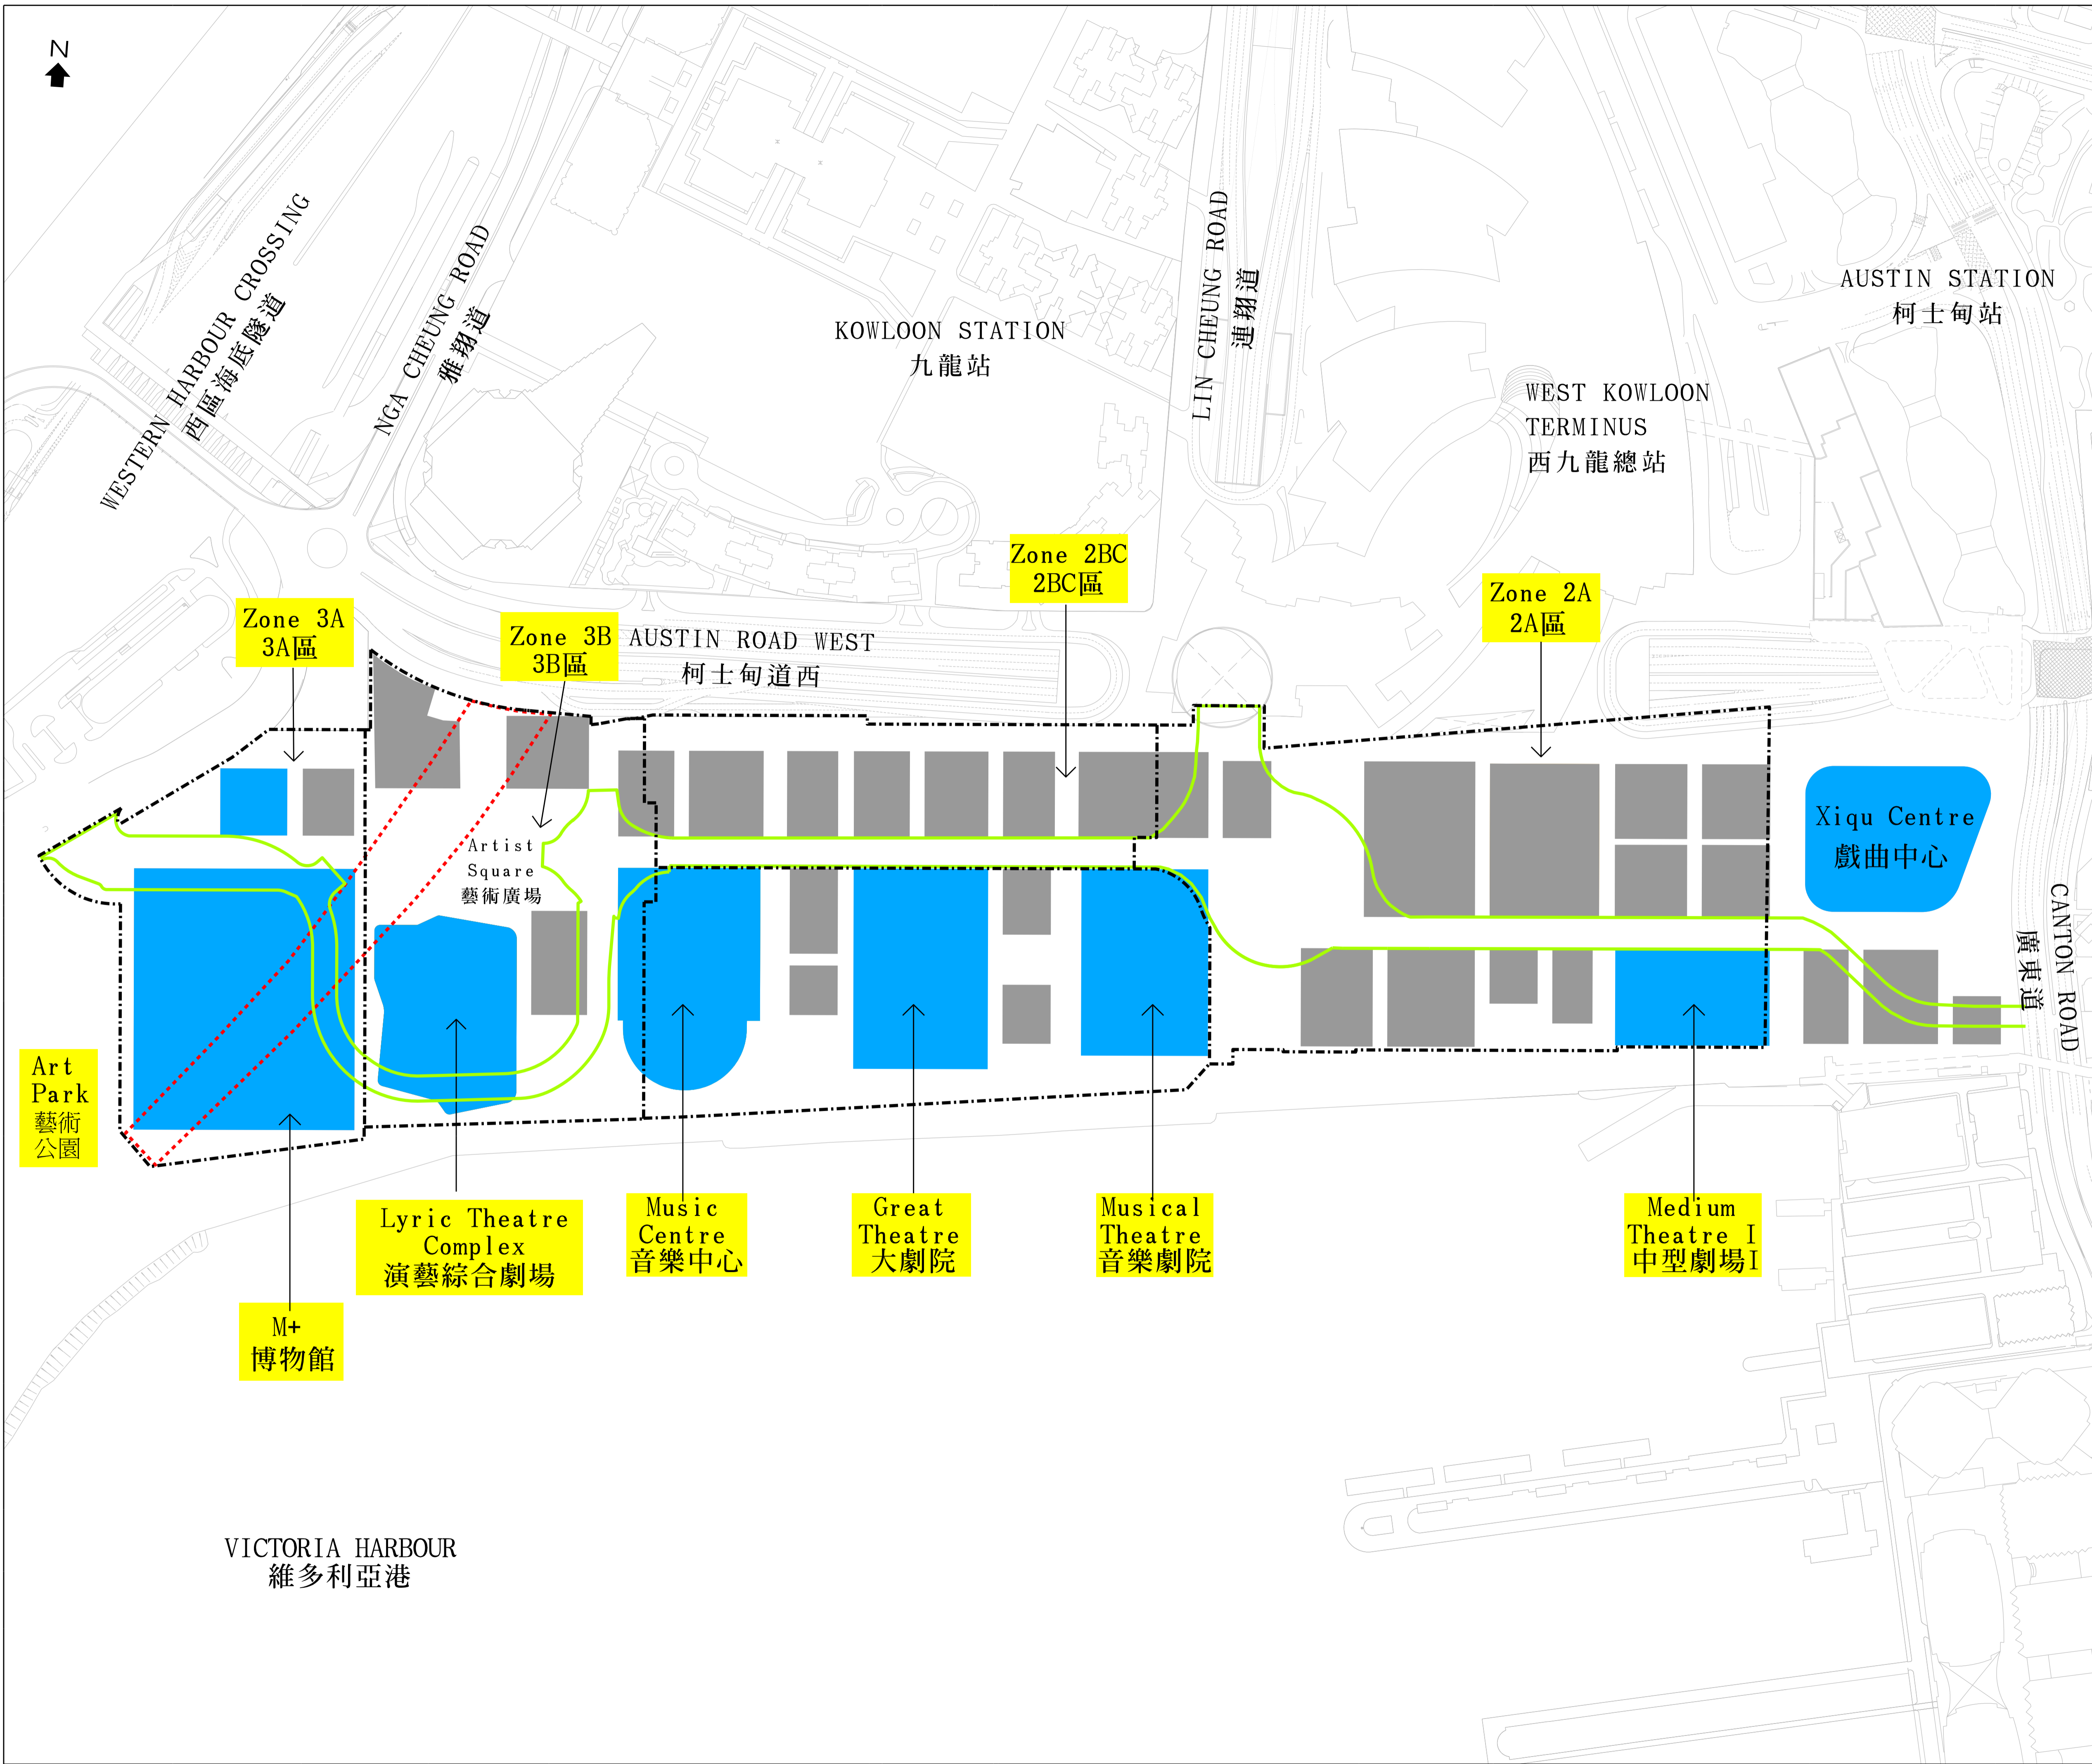 N
WESTERN HARBOUR CROSSING
西區海底隧道
NGA CHEUNG ROAD
雅翔道
KOWLOON STATION
九龍站
LIN CHEUNG ROAD
連翔道
AUSTIN STATION
柯士甸站
WEST KOWLOON
TERMINUS
西九龍總站
Zone 3A
3A區
Zone 3B
3B區
AUSTIN ROAD WEST
柯士甸道西
Zone 2BC
2BC區
Zone 2A
2A區
Artist
Square
藝術廣場
Xiqu Centre
戲曲中心
CANTON ROAD
廣東道
Art
Park
藝術
公園
M+
博物館
Lyric Theatre
Complex
演藝綜合劇場
Music
Centre
音樂中心
Great
Theatre
大劇院
Musical
Theatre
音樂劇院
Medium
Theatre I
中型劇場I
VICTORIA HARBOUR
維多利亞港